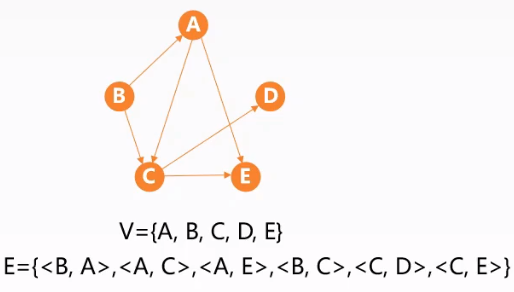 A
B
D
C
E
V={A, B, C, D, E}
E={<B, A>,<A, C>,<A, E>,<B, C>,<C, D>,<C, E>}